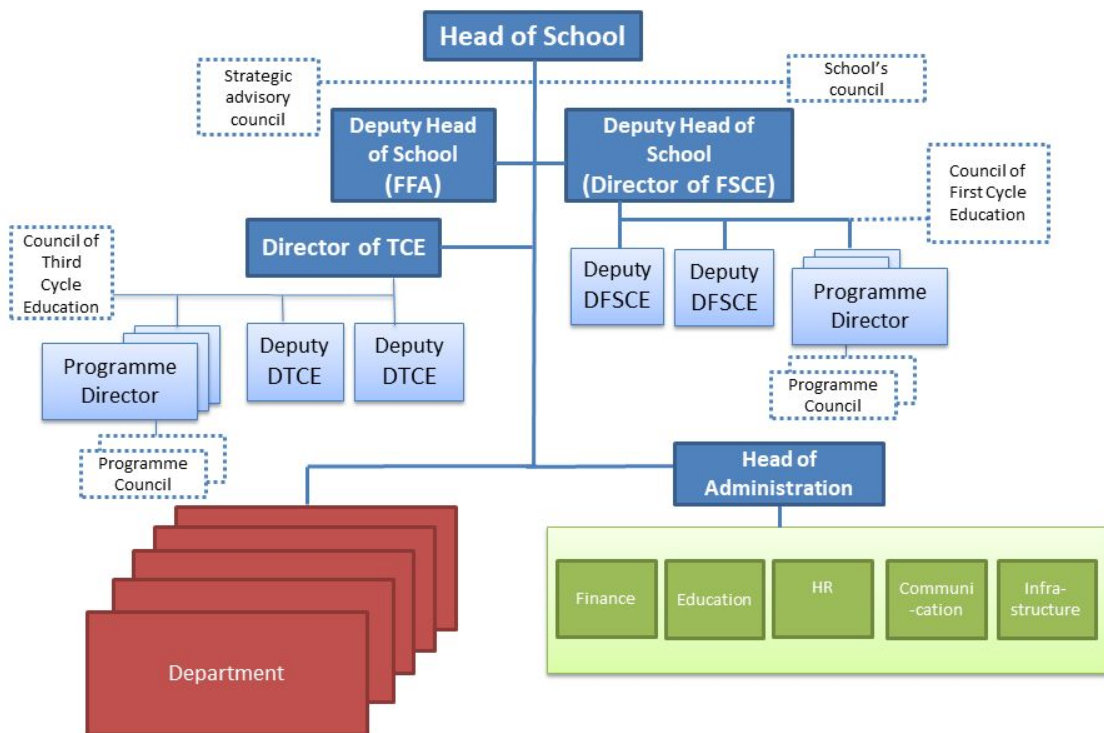 Head of School
Strategic
advisory
council
School's
council
Deputy Head
of School
(FFA)
Deputy Head of
School
(Director of FSCE)
Council of
First Cycle
Education
Director of TCE
Council of
Third
Cycle
Education
Deputy
DFSCE
Deputy
DFSCE
Programme
Director
Programme
Council
Programme
Director
Deputy
DTCE
Deputy
DTCE
Programme
Council
Head of
Administration
Finance
Education
HR
Communi
-cation
Infra-
structure
Department